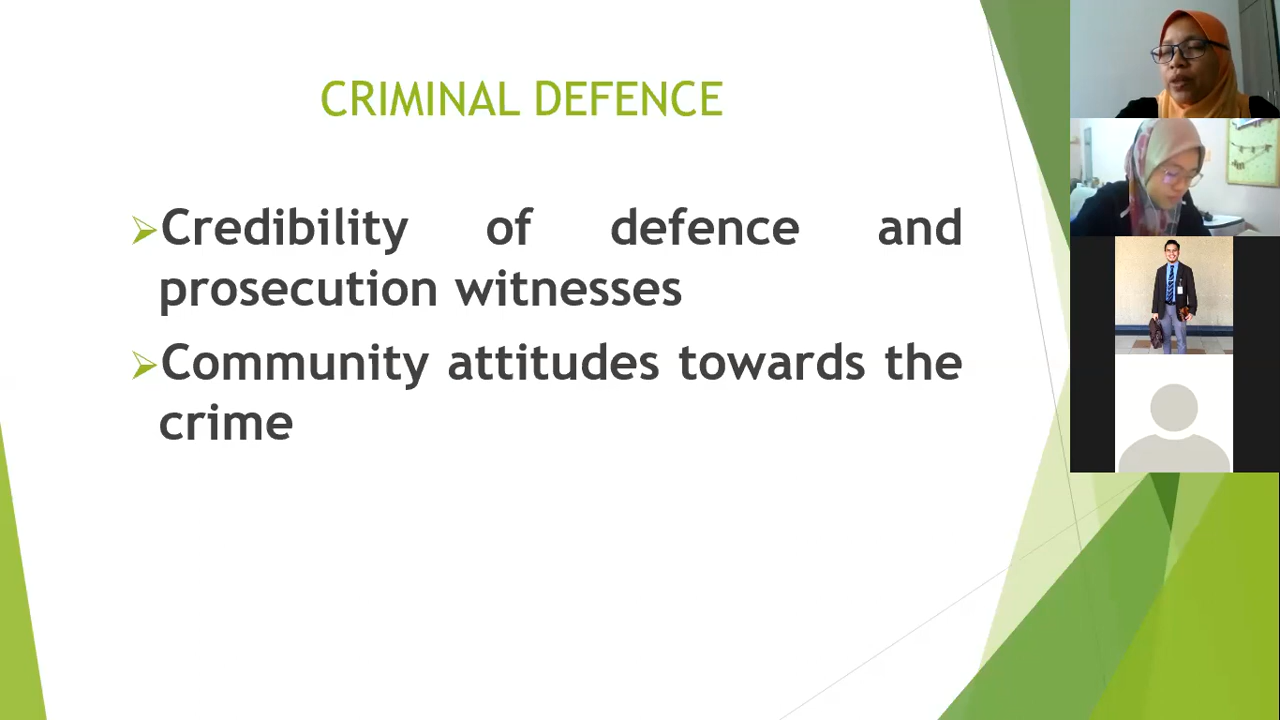 CRIMINAL DEFENCE
Credibility of defence and
prosecution witnesses
Community attitudes towards the
crime